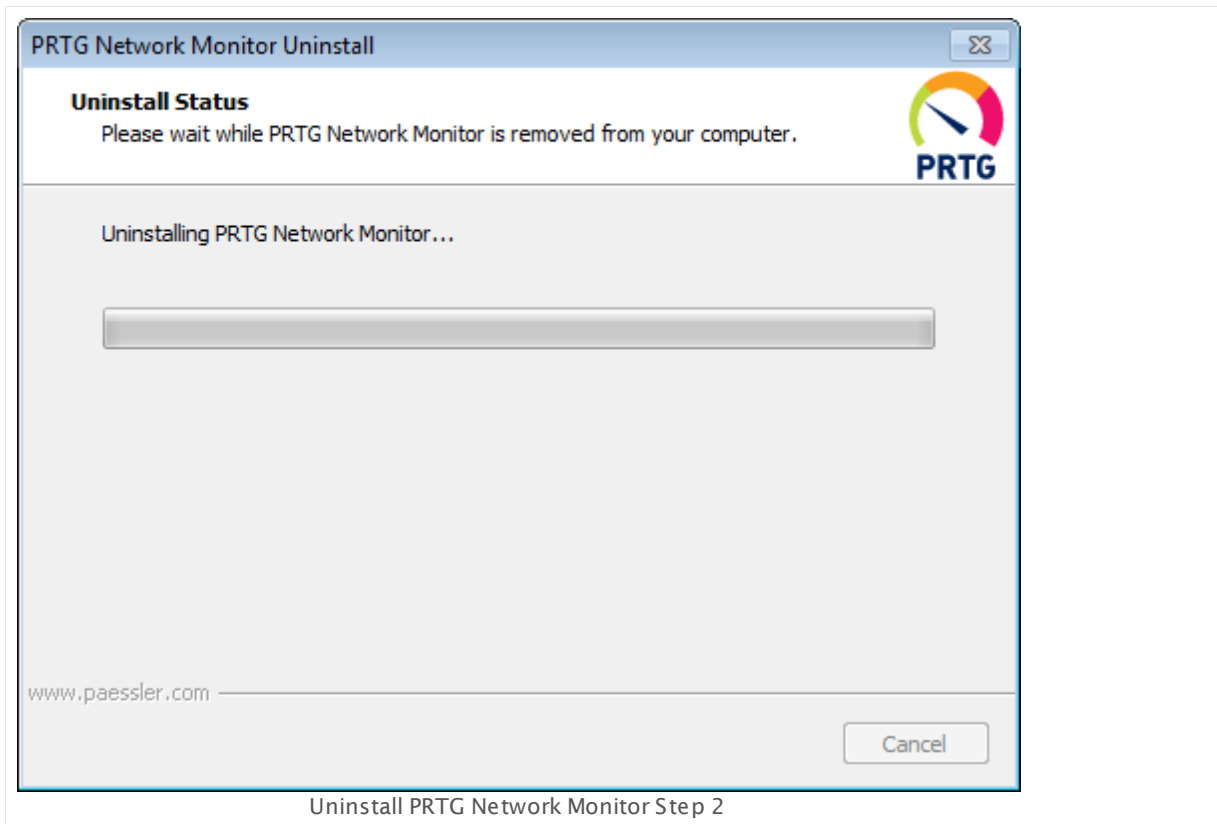 PRTG Network Monitor Uninstall
Uninstall Status
Please wait while PRTG Network Monitor is removed from your computer.
PRTG
Uninstalling PRTG Network Monitor...
www.paessler.com
Cancel
Uninstall PRTG Network Monitor Step 2